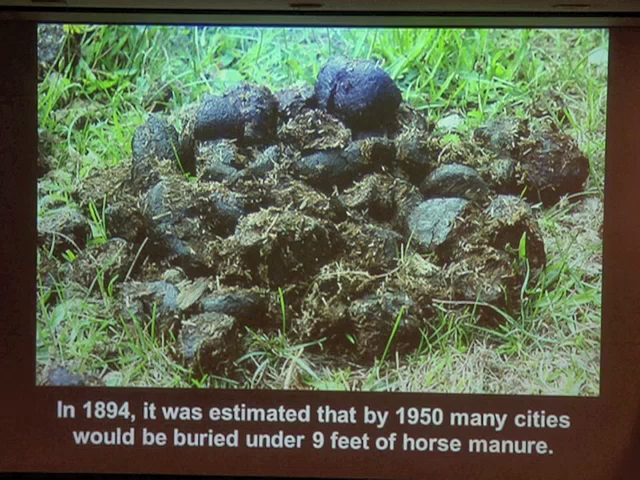 In 1894, it was estimated that by 1950 many cities
would be buried under 9 feet of horse manure.